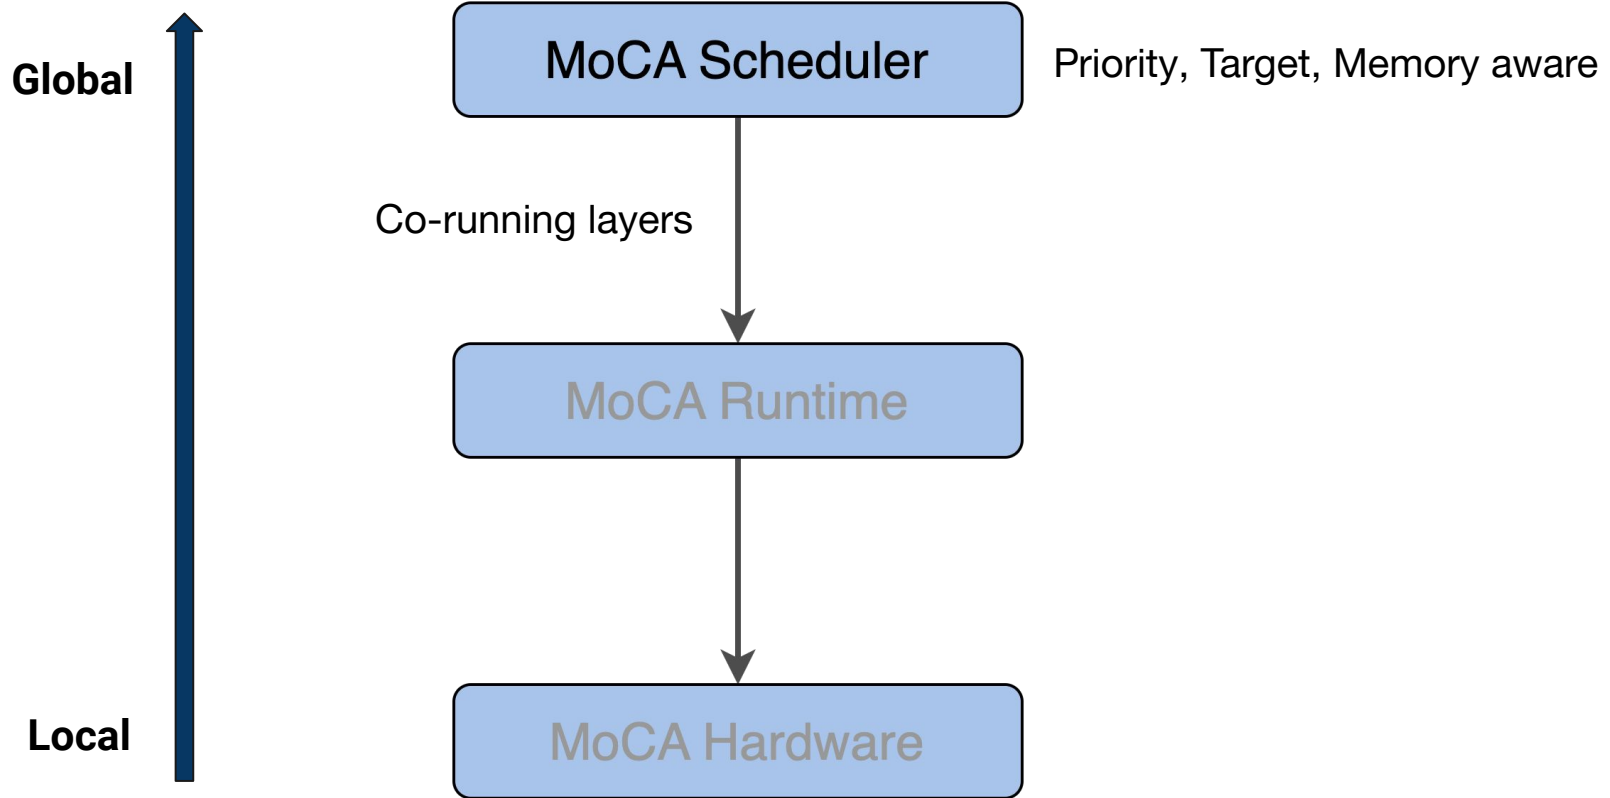 MoCA Scheduler
Priority, Target, Memory aware
Global
Co-running layers
MoCA Runtime
Local
MoCA Hardware